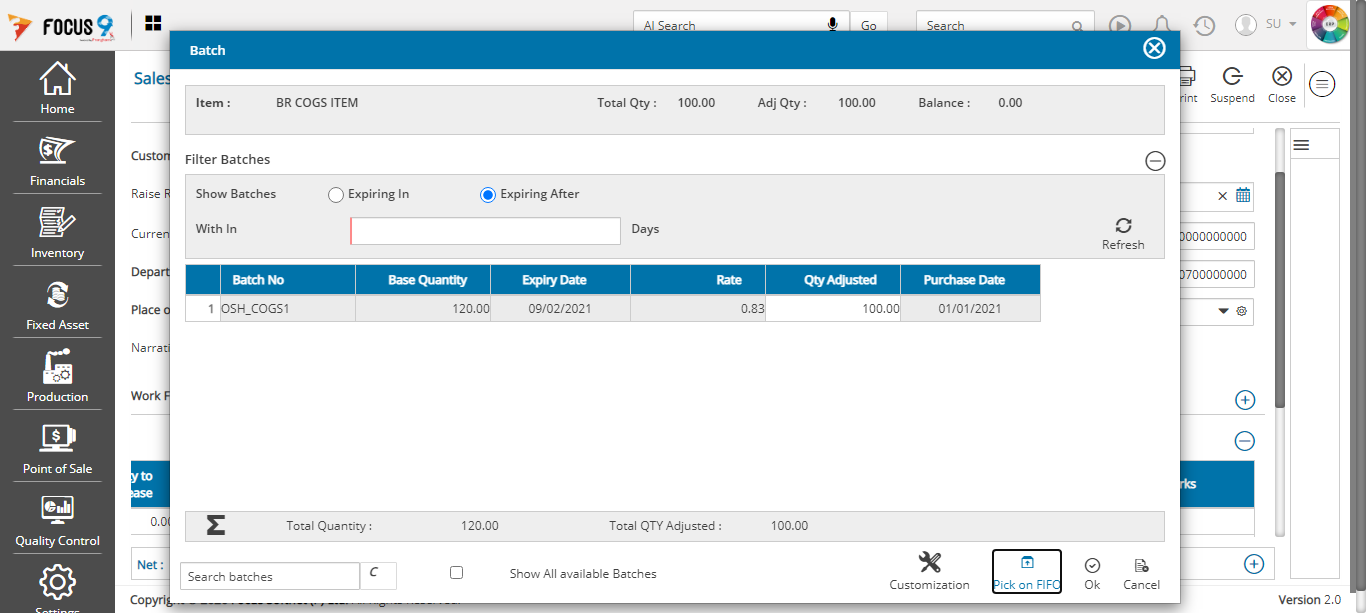 FOCUS 9
AI Search
Go
Search
SU
ERP
Home
Financials
Inventory
Fixed Asset
Production
Point of Sale
Quality Control
Settings
Sales
rint
Suspend
Close
Custom
Raise R
Curren
Depart
Place o
Narrati
Work F
0000000000
0700000000
y to
ease
rks
0.00
Net :
Batch
Item :
BR COGS ITEM
Total Qty :
100.00
Adj Qty :
100.00
Balance :
0.00
Filter Batches
Show Batches
Expiring In
Expiring After
With In
Days
Refresh
Batch No
Base Quantity
Expiry Date
Rate
Qty Adjusted
Purchase Date
1
OSH_COGS1
120.00
09/02/2021
0.83
100.00
01/01/2021
Σ
Total Quantity :
120.00
Total QTY Adjusted :
100.00
Search batches
C
Show All available Batches
Customization
Pick on FIFO
Ok
Cancel
Version 2.0